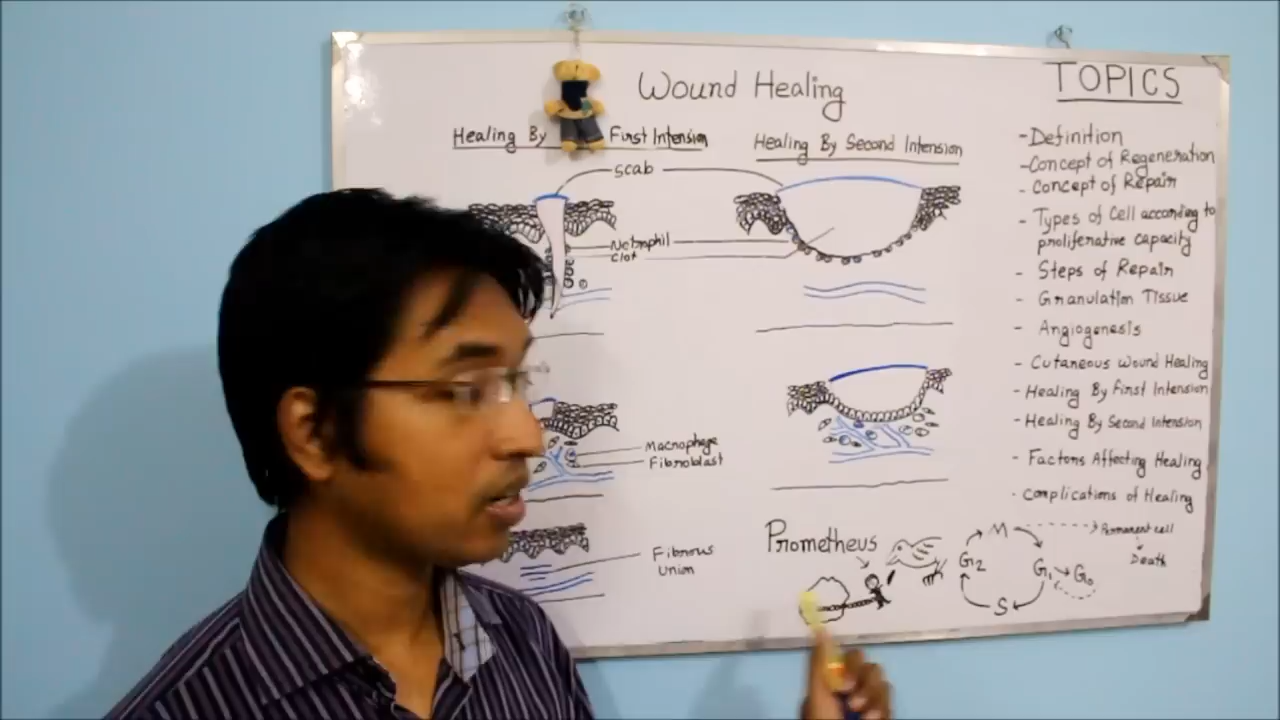 Wound Healing
Healing By First Intension
Healing By Second Intension
Scab
Netrophil
Clot
Macrophage
Fibroblast
Fibrous
Union
Prometheus
M
G2
G1
G0
S
Permanent cell
Death
TOPICS
- Definition
- Concept of Regeneration
- Concept of Repair
- Types of Cell according to
proliferative capacity
- Steps of Repair
- Granulation Tissue
- Angiogenesis
- Cutaneous Wound Healing
- Healing By First Intension
- Healing By Second Intension
- Factors Affecting Healing
- Complications of Healing